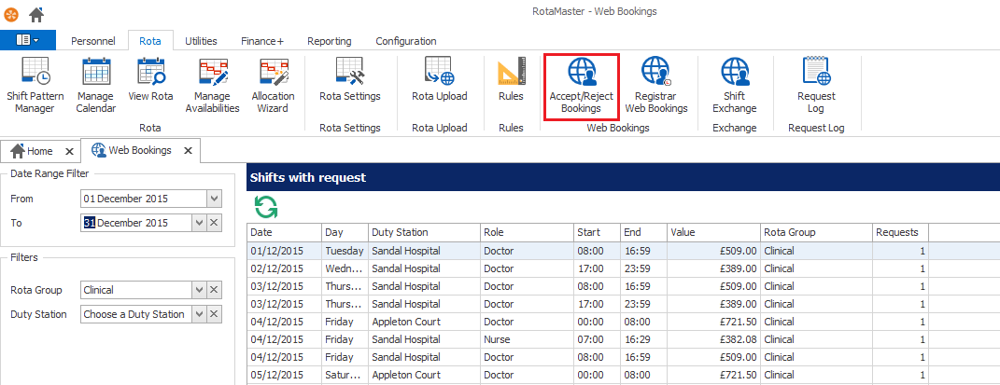 RotaMaster - Web Bookings
Personnel Rota Utilities Finance+ Reporting Configuration
Shift Pattern Manager Manage Calendar View Rota Manage Availabilities Allocation Wizard Rota Settings Rota Upload Rules Accept/Reject Bookings Registrar Web Bookings Shift Exchange Request Log
Rota Rota Settings Rota Upload Rules Web Bookings Exchange Request Log
Home Web Bookings
Date Range Filter
From 01 December 2015
To 31 December 2015
Filters
Rota Group Clinical
Duty Station Choose a Duty Station
Shifts with request
Date Day Duty Station Role Start End Value Rota Group Requests
01/12/2015 Tuesday Sandal Hospital Doctor 08:00 16:59 £509.00 Clinical 1
02/12/2015 Wedn... Sandal Hospital Doctor 17:00 23:59 £389.00 Clinical 1
03/12/2015 Thurs... Sandal Hospital Doctor 08:00 16:59 £509.00 Clinical 1
03/12/2015 Thurs... Sandal Hospital Doctor 17:00 23:59 £389.00 Clinical 1
04/12/2015 Friday Appleton Court Doctor 00:00 08:00 £721.50 Clinical 1
04/12/2015 Friday Sandal Hospital Nurse 07:00 16:29 £382.08 Clinical 1
04/12/2015 Friday Sandal Hospital Doctor 08:00 16:59 £509.00 Clinical 1
05/12/2015 Satur... Appleton Court Doctor 00:00 08:00 £721.50 Clinical 1